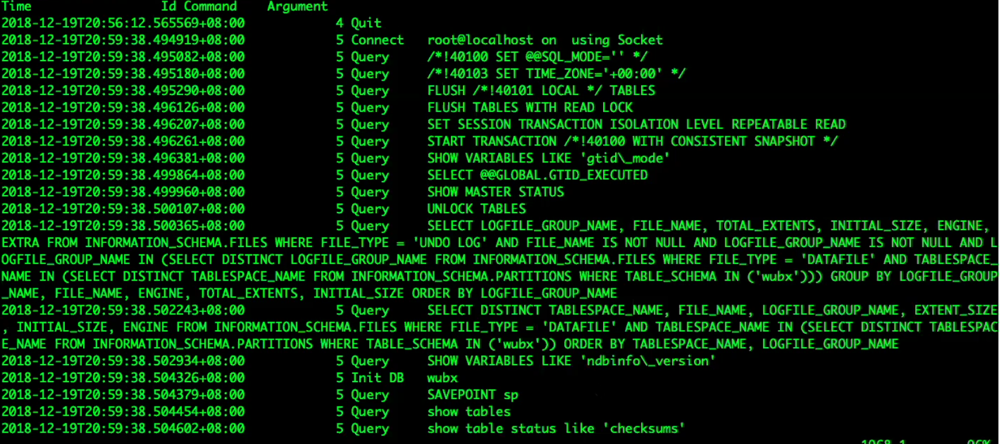 Time Id Command Argument
2018-12-19T20:56:12.565569+08:00 4 Quit
2018-12-19T20:59:38.494919+08:00 5 Connect root@localhost on using Socket
2018-12-19T20:59:38.495082+08:00 5 Query /*!40100 SET @@SQL_MODE='' */
2018-12-19T20:59:38.495180+08:00 5 Query /*!40103 SET TIME_ZONE='+00:00' */
2018-12-19T20:59:38.495290+08:00 5 Query FLUSH /*!40101 LOCAL */ TABLES
2018-12-19T20:59:38.496126+08:00 5 Query FLUSH TABLES WITH READ LOCK
2018-12-19T20:59:38.496207+08:00 5 Query SET SESSION TRANSACTION ISOLATION LEVEL REPEATABLE READ
2018-12-19T20:59:38.496261+08:00 5 Query START TRANSACTION /*!40100 WITH CONSISTENT SNAPSHOT */
2018-12-19T20:59:38.496381+08:00 5 Query SHOW VARIABLES LIKE 'gtid\_mode'
2018-12-19T20:59:38.499864+08:00 5 Query SELECT @@GLOBAL.GTID_EXECUTED
2018-12-19T20:59:38.499960+08:00 5 Query SHOW MASTER STATUS
2018-12-19T20:59:38.500107+08:00 5 Query UNLOCK TABLES
2018-12-19T20:59:38.500365+08:00 5 Query SELECT LOGFILE_GROUP_NAME, FILE_NAME, TOTAL_EXTENTS, INITIAL_SIZE, ENGINE,
EXTRA FROM INFORMATION_SCHEMA.FILES WHERE FILE_TYPE = 'UNDO LOG' AND FILE_NAME IS NOT NULL AND LOGFILE_GROUP_NAME IS NOT NULL AND L
OGFILE_GROUP_NAME IN (SELECT DISTINCT LOGFILE_GROUP_NAME FROM INFORMATION_SCHEMA.FILES WHERE FILE_TYPE = 'DATAFILE' AND TABLESPACE_
NAME IN (SELECT DISTINCT TABLESPACE_NAME FROM INFORMATION_SCHEMA.PARTITIONS WHERE TABLE_SCHEMA IN ('wubx'))) GROUP BY LOGFILE_GROUP
_NAME, FILE_NAME, ENGINE, TOTAL_EXTENTS, INITIAL_SIZE ORDER BY LOGFILE_GROUP_NAME
2018-12-19T20:59:38.502243+08:00 5 Query SELECT DISTINCT TABLESPACE_NAME, FILE_NAME, LOGFILE_GROUP_NAME, EXTENT_SIZE
, INITIAL_SIZE, ENGINE FROM INFORMATION_SCHEMA.FILES WHERE FILE_TYPE = 'DATAFILE' AND TABLESPACE_NAME IN (SELECT DISTINCT TABLESPAC
E_NAME FROM INFORMATION_SCHEMA.PARTITIONS WHERE TABLE_SCHEMA IN ('wubx')) ORDER BY TABLESPACE_NAME, LOGFILE_GROUP_NAME
2018-12-19T20:59:38.502934+08:00 5 Query SHOW VARIABLES LIKE 'ndbinfo\_version'
2018-12-19T20:59:38.504326+08:00 5 Init DB wubx
2018-12-19T20:59:38.504379+08:00 5 Query SAVEPOINT sp
2018-12-19T20:59:38.504454+08:00 5 Query show tables
2018-12-19T20:59:38.504602+08:00 5 Query show table status like 'checksums'